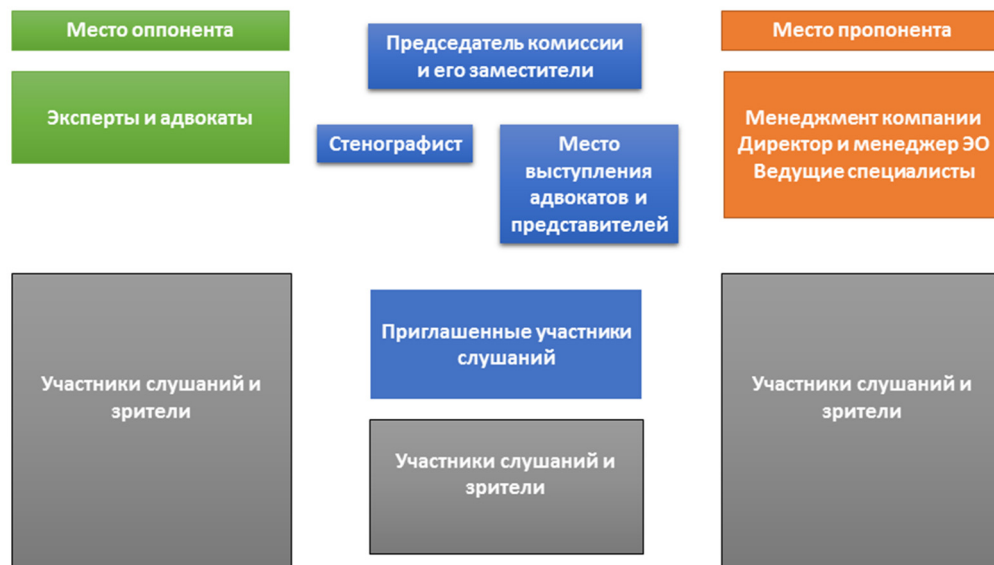 Место оппонента
Председатель комиссии
и его заместители
Место пропонента
Эксперты и адвокаты
Стенографист
Место
выступления
адвокатов и
представителей
Менеджмент компании
Директор и менеджер ЭО
Ведущие специалисты
Участники слушаний и
зрители
Приглашенные участники
слушаний
Участники слушаний и
зрители
Участники слушаний и
зрители